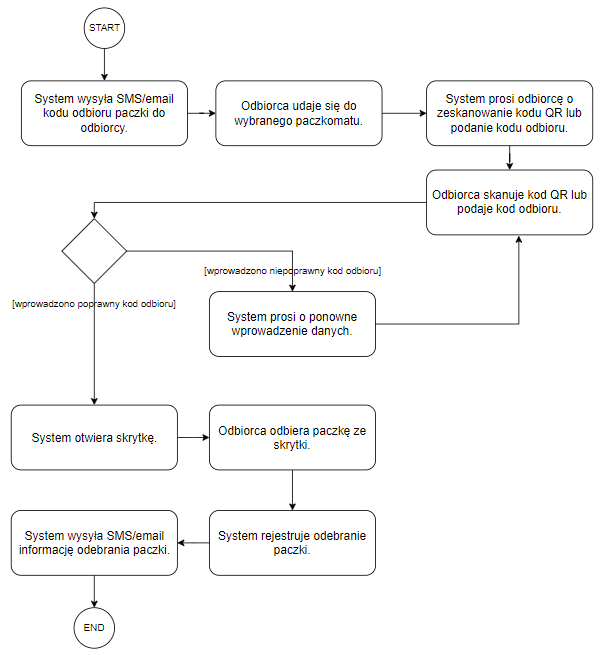 START
System wysyła SMS/email
kodu odbioru paczki do
odbiorcy.
Odbiorca udaje się do
wybranego paczkomatu.
System prosi odbiorcę o
zeskanowanie kodu QR lub
podanie kodu odbioru.
Odbiorca skanuje kod QR lub
podaje kod odbioru.
[wprowadzono niepoprawny kod odbioru]
[wprowadzono poprawny kod odbioru]
System prosi o ponowne
wprowadzenie danych.
System otwiera skrytkę.
Odbiorca odbiera paczkę ze
skrytki.
System rejestruje odebranie
paczki.
System wysyła SMS/email
informację odebrania paczki.
END